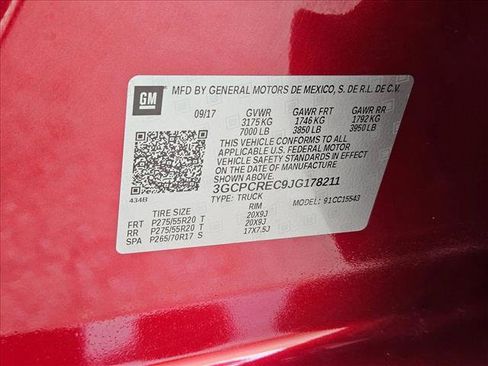 GM
MFD BY GENERAL MOTORS DE MEXICO, S. DE R.L. DE C.V.
09/17 GVWR GAWR FRT GAWR RR
3175 KG 1746 KG 1792 KG
7000 LB 3850 LB 3950 LB
THIS VEHICLE CONFORMS TO ALL APPLICABLE
U.S. FEDERAL MOTOR VEHICLE SAFETY
STANDARDS IN EFFECT ON THE DATE OF
MANUFACTURE SHOWN ABOVE.
3GCPCREC9JG178211
TYPE: TRUCK MODEL: 91CC15543
434B
TIRE SIZE RIM
FRT P275/55R20 T 20X9J
RR P275/55R20 T 20X9J
SPA P265/70R17 S 17X7.5J